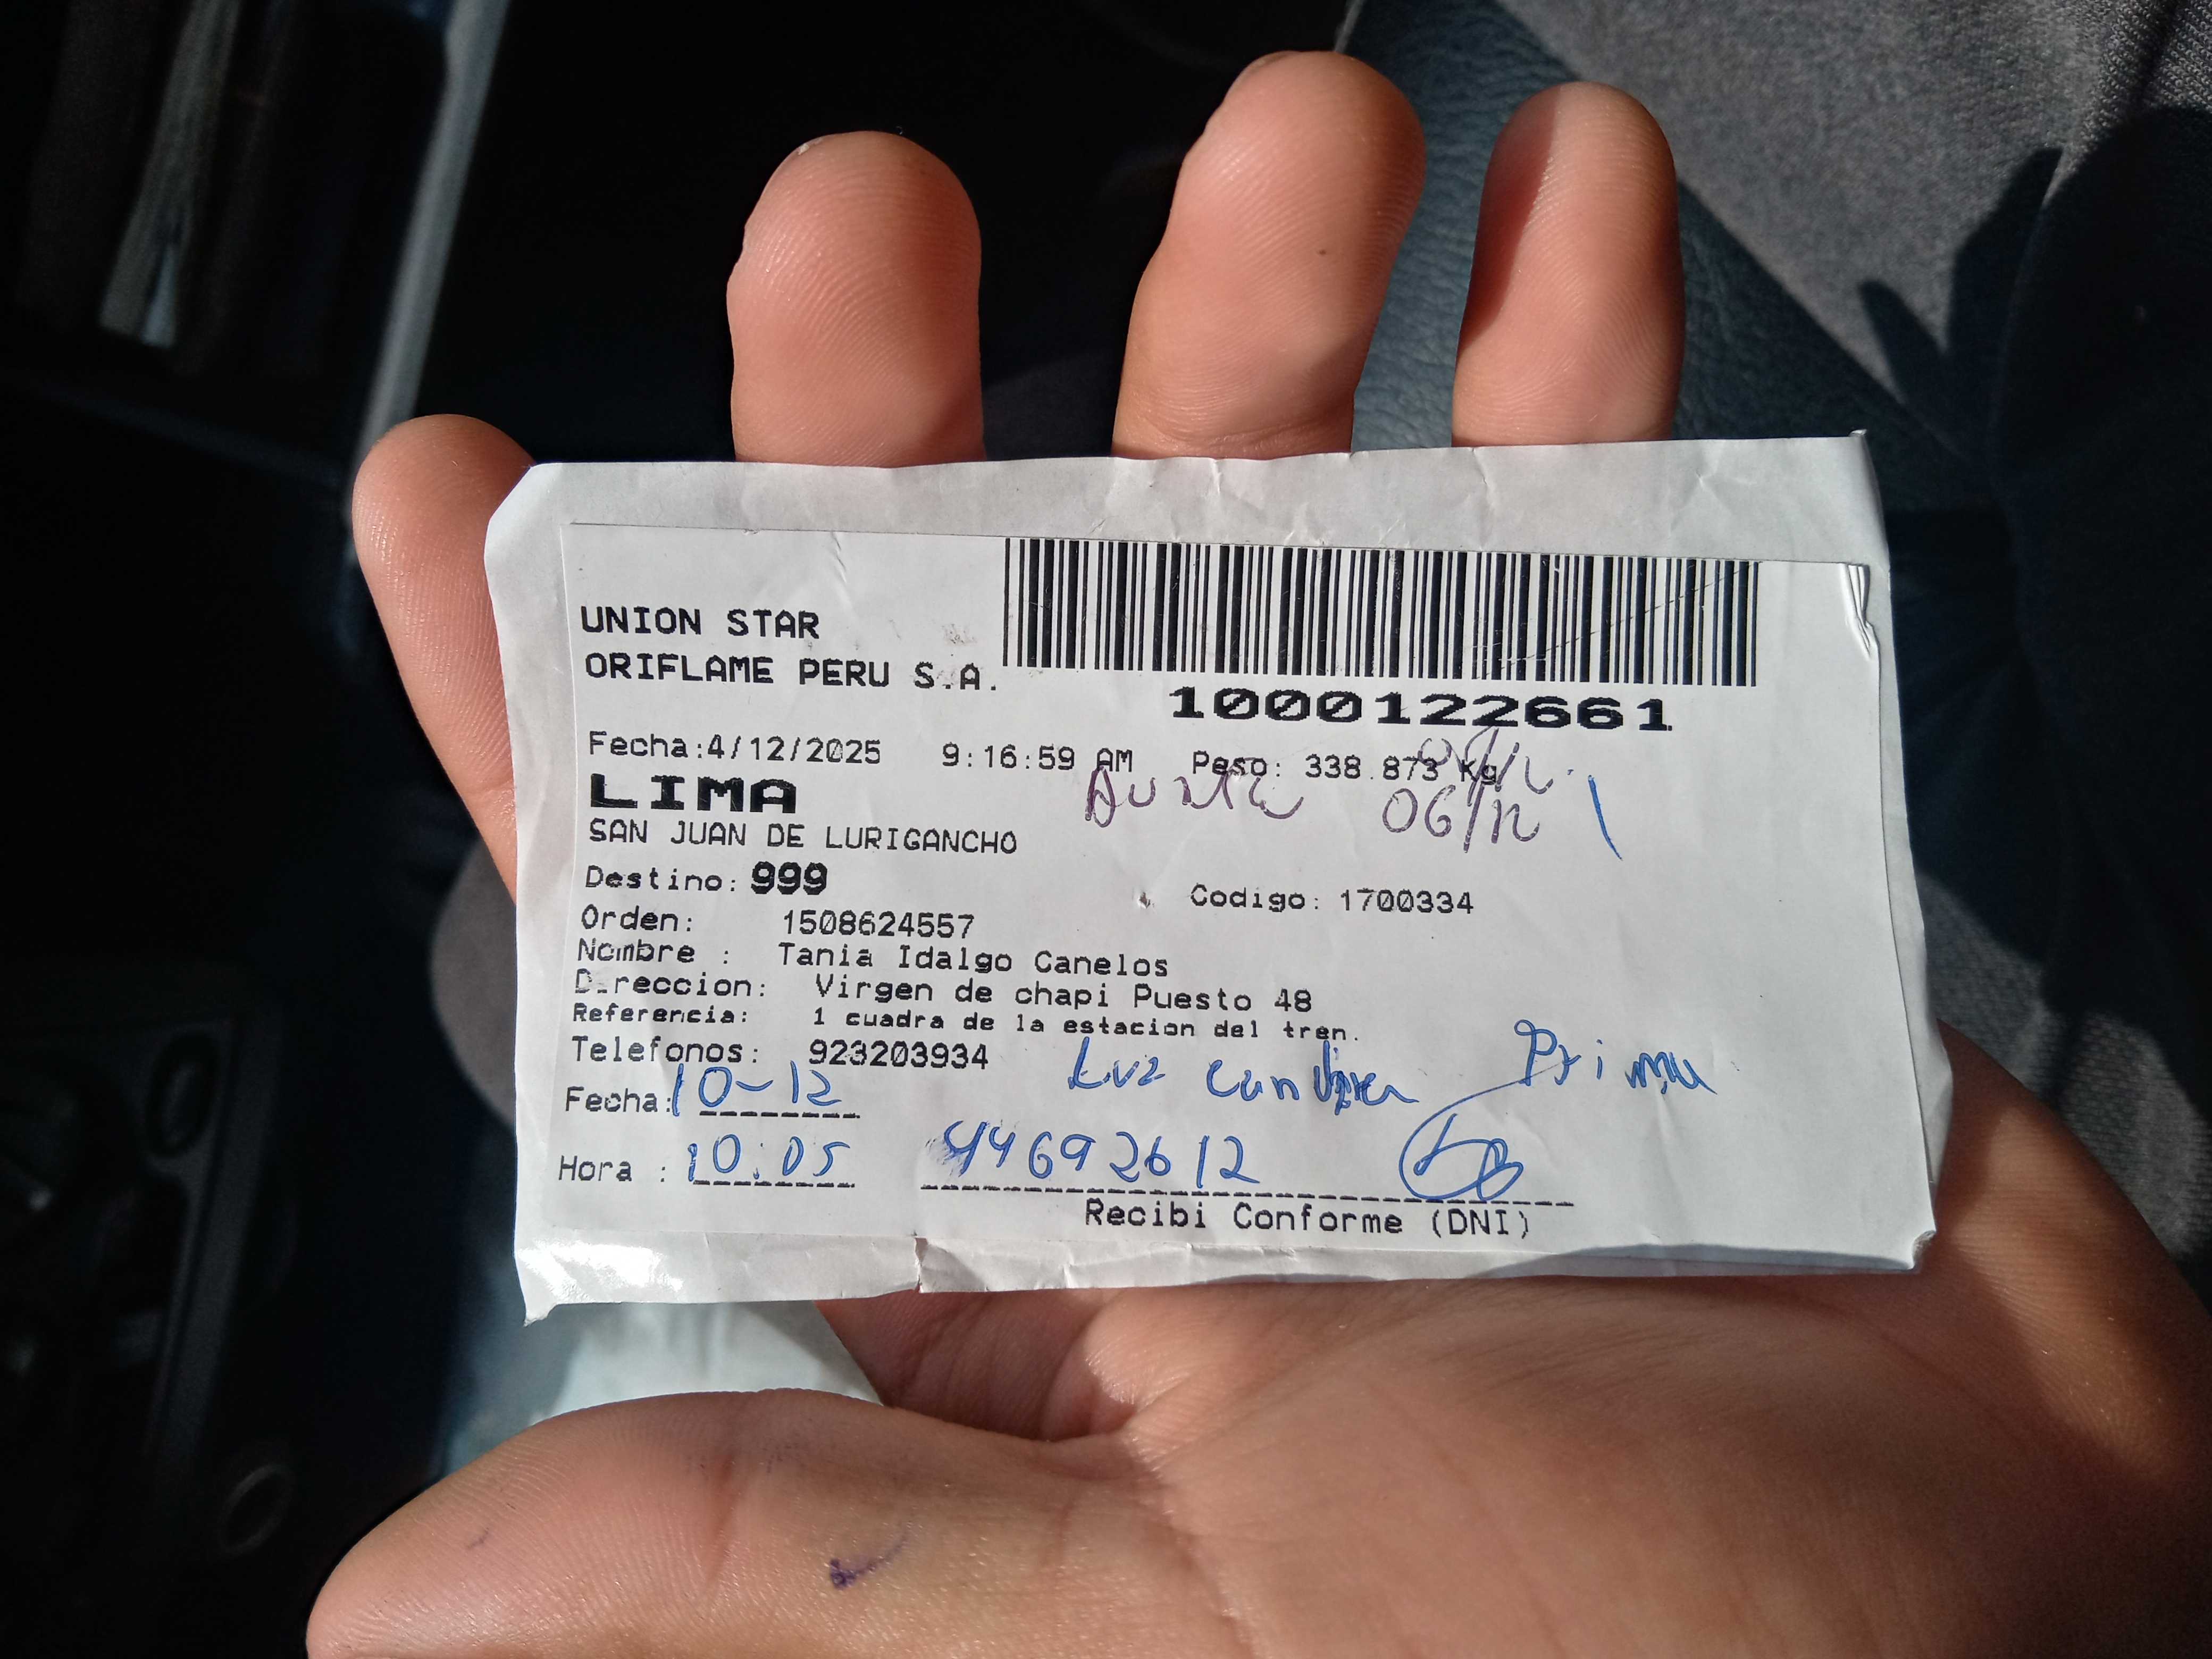 UNION STAR
ORIFLAME PERU S.A.
1000122661
Fecha:4/12/2025 9:16:59 AM Peso: 338.873 Kg
LIMA
06/12
SAN JUAN DE LURIGANCHO
Destino: 999 Codigo: 1700334
Orden: 1508624557
Nombre : Tania Idalgo Canelos
Direccion: Virgen de chapi Puesto 48
Referencia: 1 cuadra de la estacion del tren.
Telefonos: 923203934
Luz Prima
Fecha: 10-12
Hora : 10:05 44692612
Recibi Conforme (DNI)